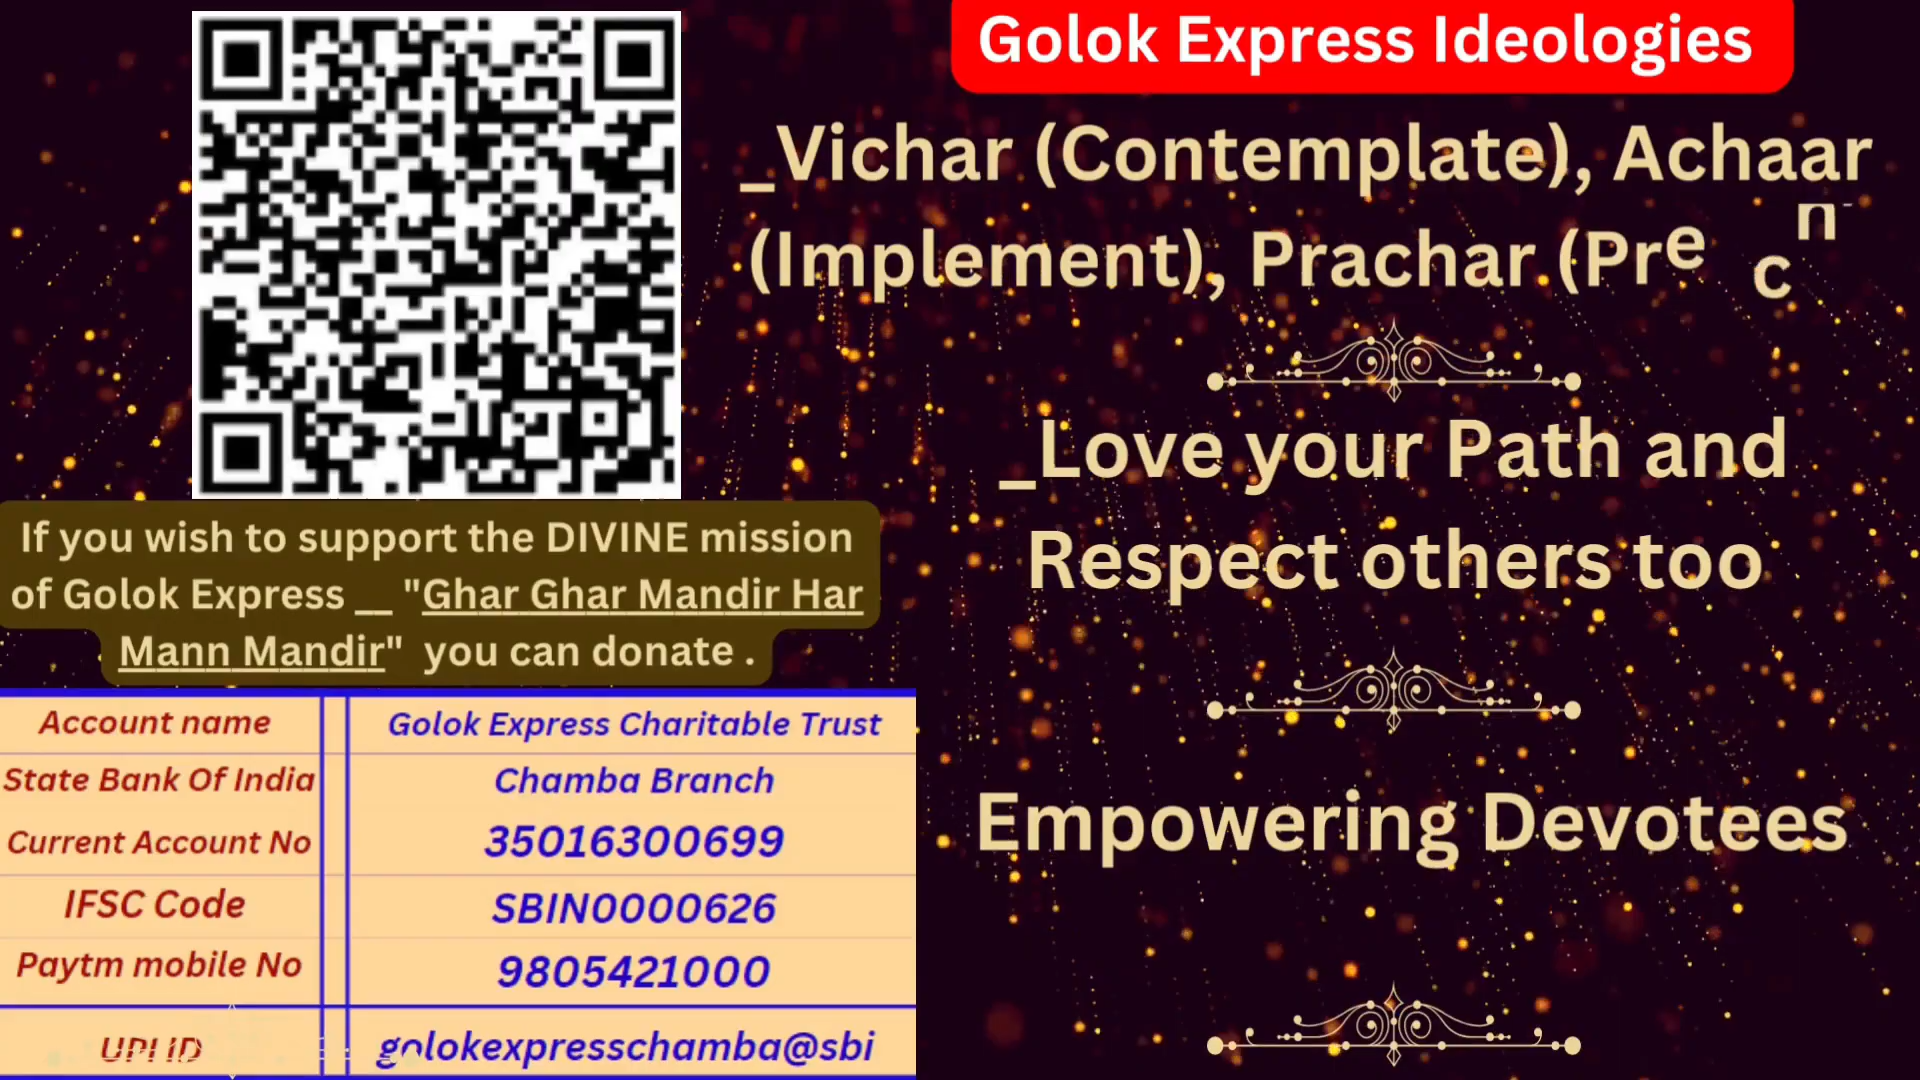 If you wish to support the DIVINE mission
of Golok Express __ "Ghar Ghar Mandir Har
Mann Mandir" you can donate .
Account name Golok Express Charitable Trust
State Bank Of India Chamba Branch
Current Account No 35016300699
IFSC Code SBIN0000626
Paytm mobile No 9805421000
UPI ID golokexpresschamba@sbi
Golok Express Ideologies
_Vichar (Contemplate), Achaar
(Implement), Prachar (Pre c n
_Love your Path and
Respect others too
Empowering Devotees